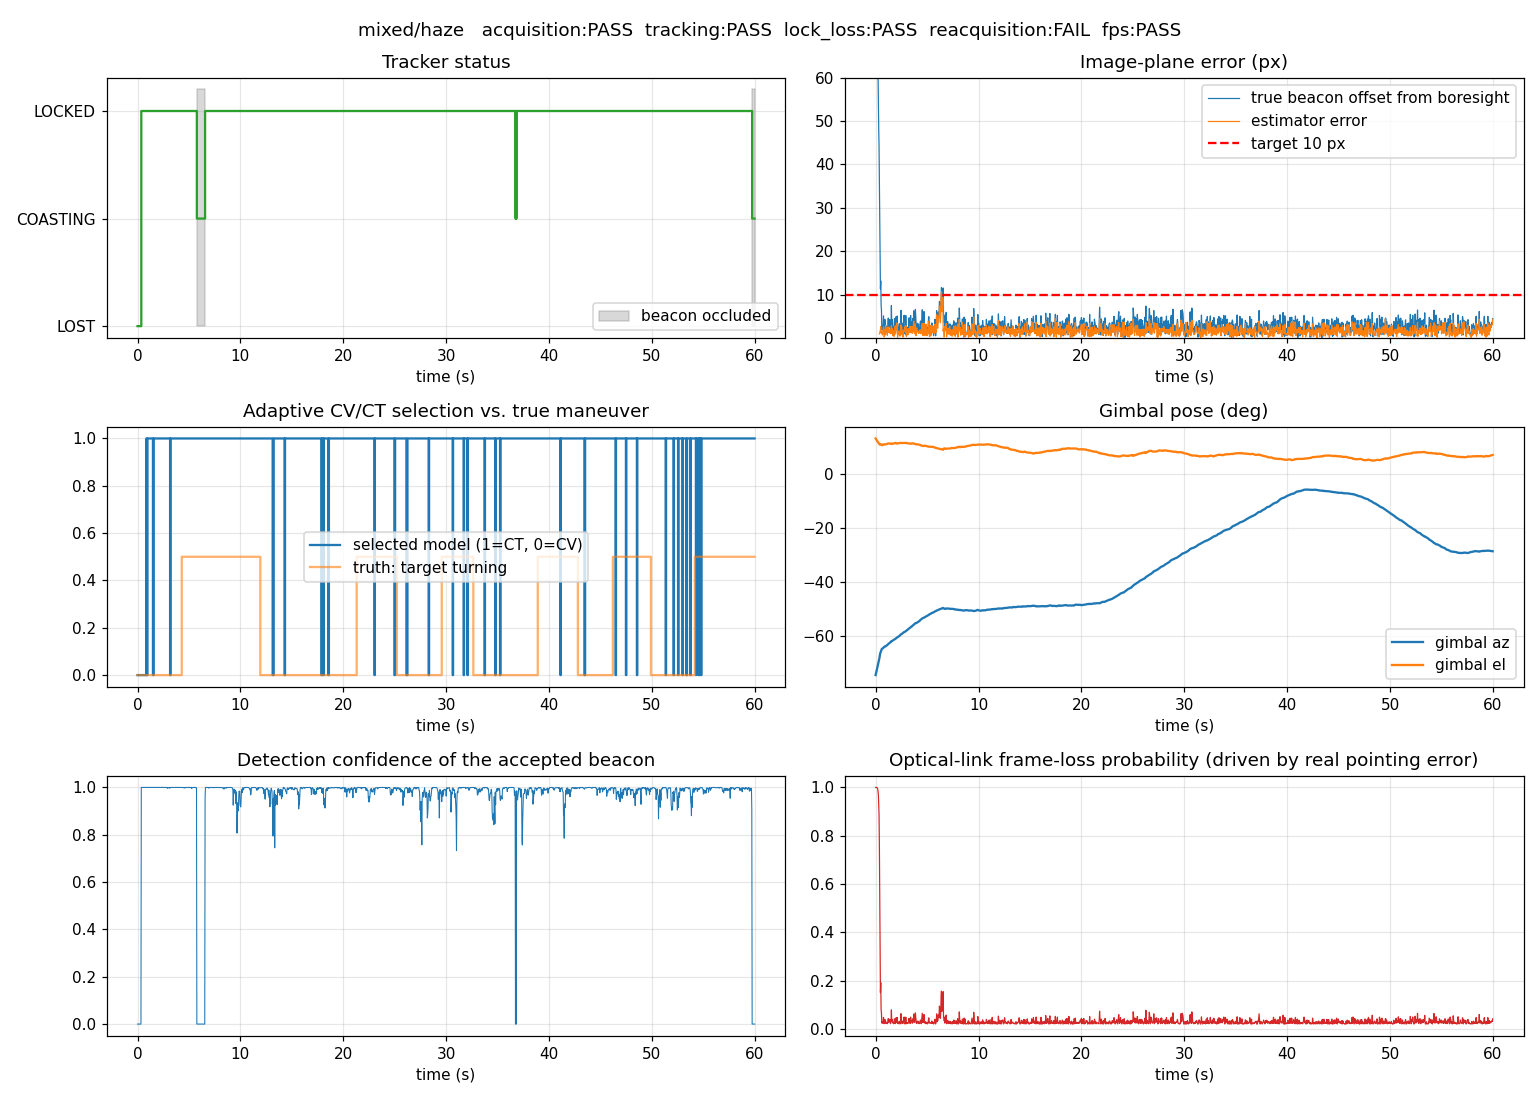 mixed/haze   acquisition:PASS  tracking:PASS  lock_loss:PASS  reacquisition:FAIL  fps:PASS
Tracker status
LOCKED
COASTING
LOST
beacon occluded
0 10 20 30 40 50 60
time (s)
Image-plane error (px)
60
50
40
30
20
10
0
true beacon offset from boresight
estimator error
target 10 px
0 10 20 30 40 50 60
time (s)
Adaptive CV/CT selection vs. true maneuver
1.0
0.8
0.6
0.4
0.2
0.0
selected model (1=CT, 0=CV)
truth: target turning
0 10 20 30 40 50 60
time (s)
Gimbal pose (deg)
0
−20
−40
−60
gimbal az
gimbal el
0 10 20 30 40 50 60
time (s)
Detection confidence of the accepted beacon
1.0
0.8
0.6
0.4
0.2
0.0
0 10 20 30 40 50 60
time (s)
Optical-link frame-loss probability (driven by real pointing error)
1.0
0.8
0.6
0.4
0.2
0.0
0 10 20 30 40 50 60
time (s)